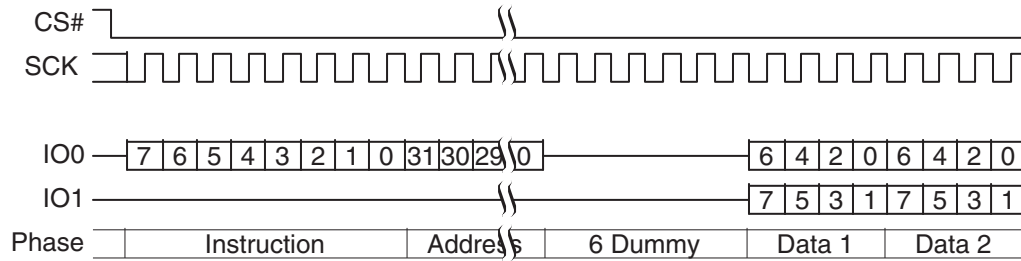 CS#
SCK
IO0 7 6 5 4 3 2 1 0 31 30 29 0 6 4 2 0 6 4 2 0
IO1 7 5 3 1 7 5 3 1
Phase Instruction Address 6 Dummy Data 1 Data 2